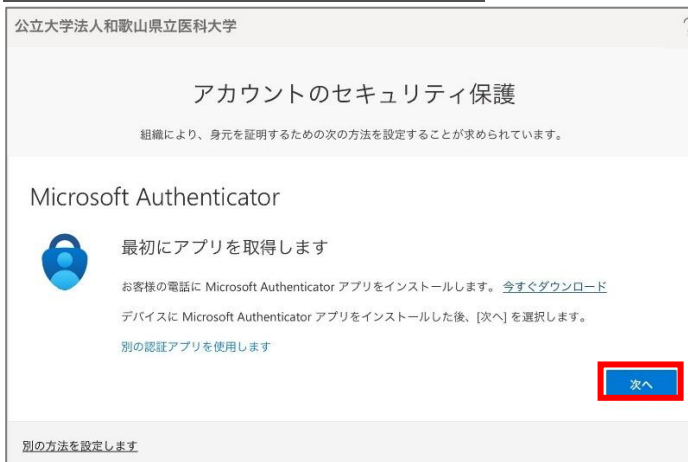 公立大学法人和歌山県立医科大学
アカウントのセキュリティ保護
組織により、身元を証明するための次の方法を設定することが求められています。
Microsoft Authenticator
最初にアプリを取得します
お客様の電話に Microsoft Authenticator アプリをインストールします。 今すぐダウンロード
デバイスに Microsoft Authenticator アプリをインストールした後、[次へ] を選択します。
別の認証アプリを使用します
次へ
別の方法を設定します